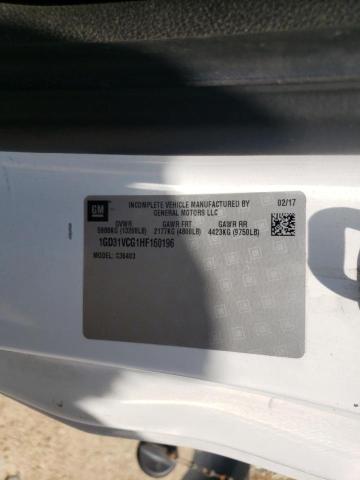 GM
INCOMPLETE VEHICLE MANUFACTURED BY 02/17
GENERAL MOTORS LLC
GVWR GAWR FRT GAWR RR
5988KG (13200LB) 2177KG (4800LB) 4423KG (9750LB)
1GD31VCG1HF160196
MODEL: C36403